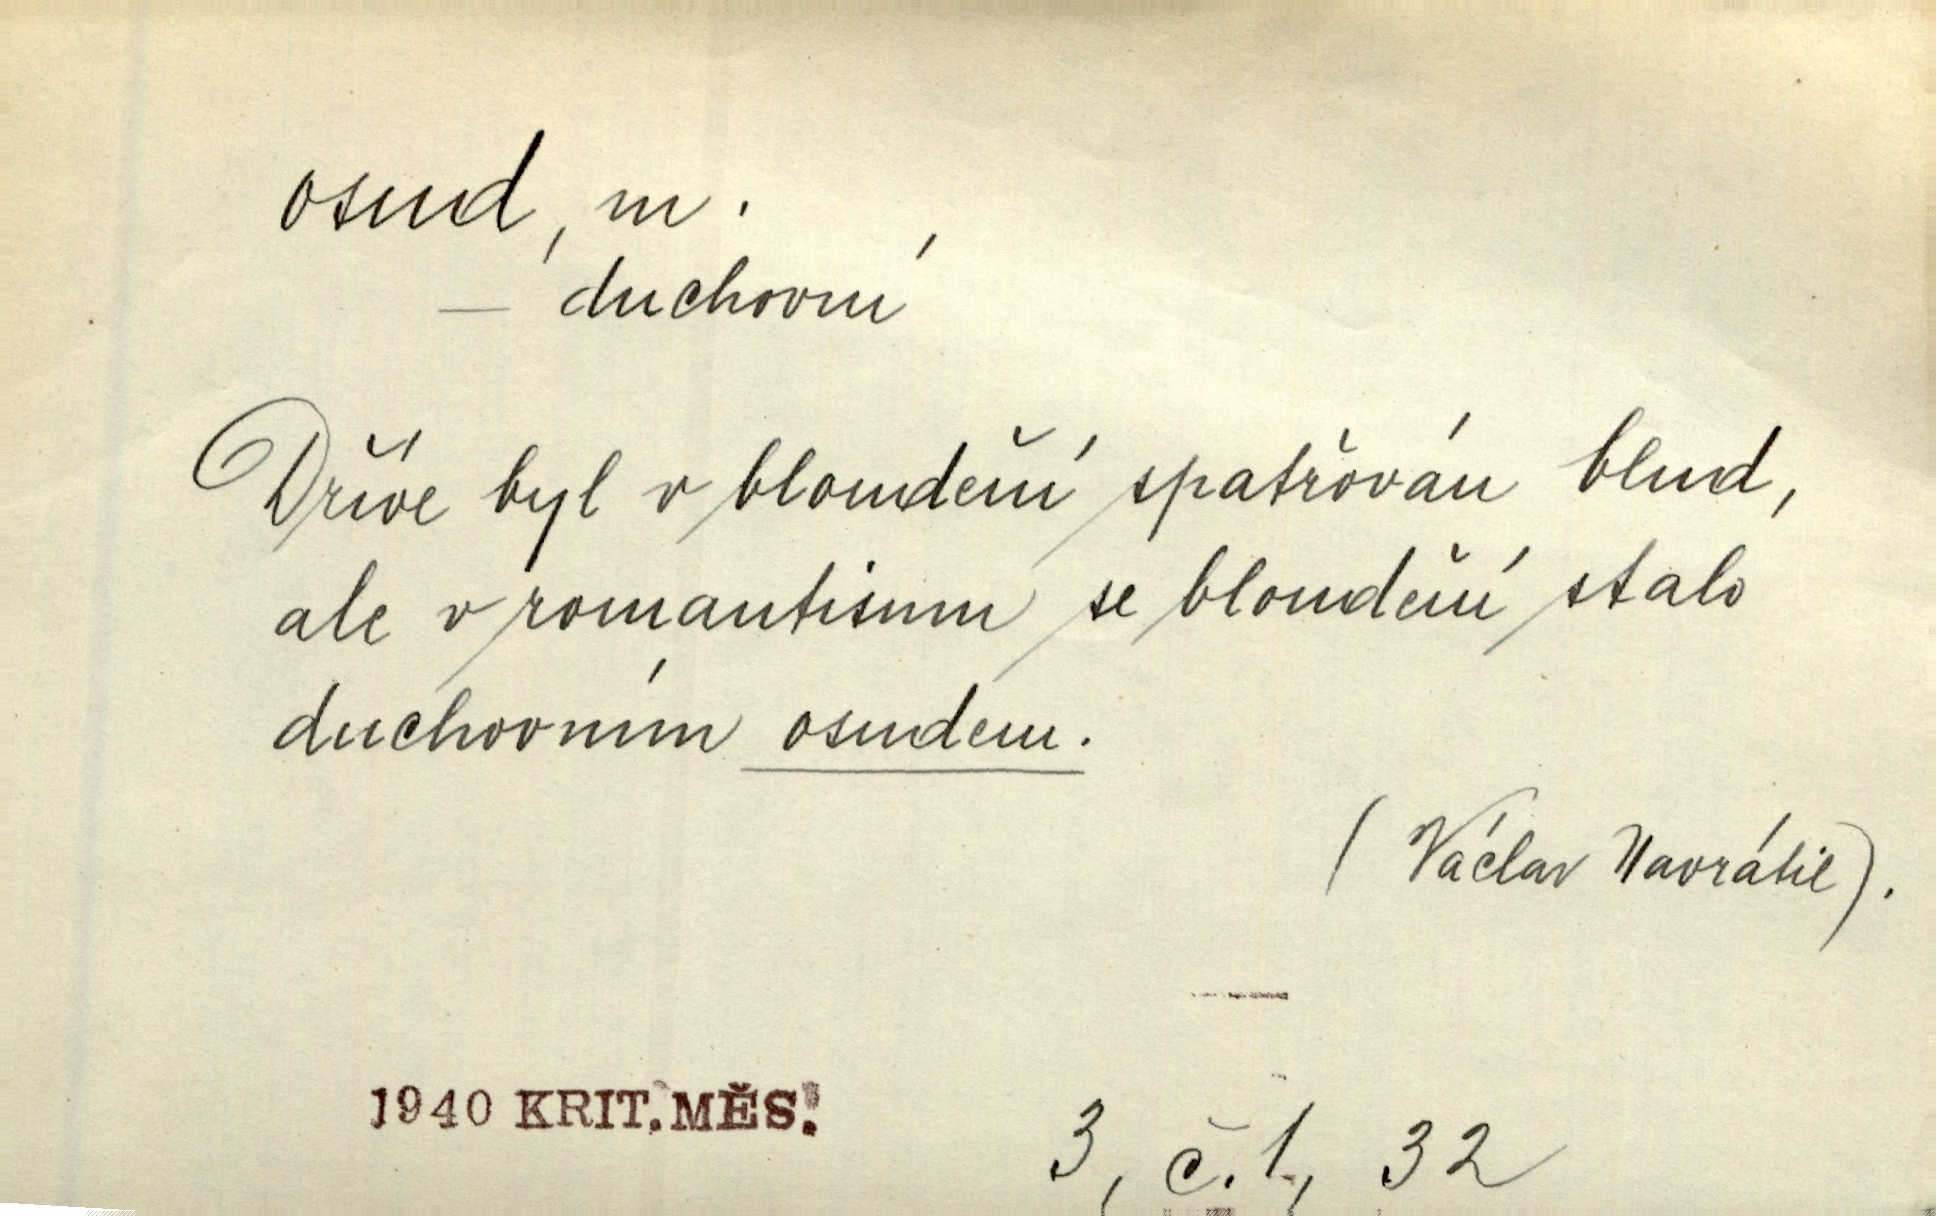 osud, m.
— duchovní
Dříve byl v bloudění spatřován blud,
ale v romantismu se bloudění stalo
duchovním osudem.
(Václav Navrátil).
1940 KRIT. MĚS.
3, č. 1, 32